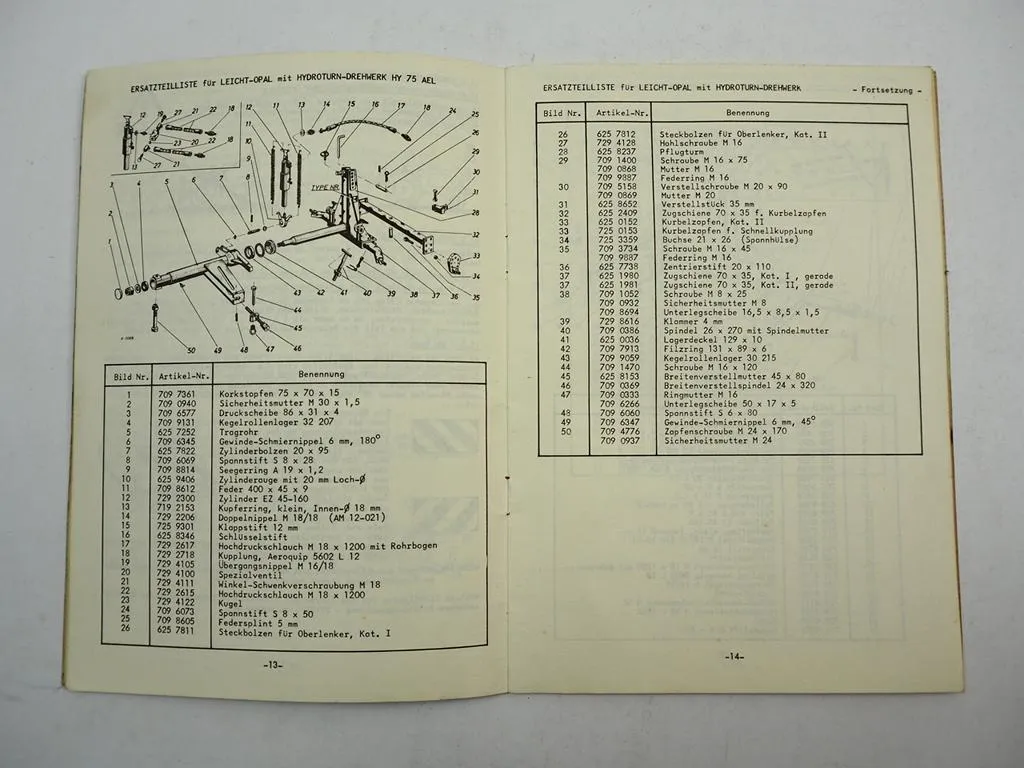 ERSATZTEILLISTE für LEICHT-OPAL mit HYDROTURN-DREHWERK HY 75 AEL
TYPE NR.
Bild Nr. Artikel-Nr. Benennung
1 709 7361 Korkstopfen 75 x 70 x 15
2 709 0940 Sicherheitsmutter M 30 x 1,5
3 709 6577 Druckscheibe 86 x 31 x 4
4 709 9131 Kegelrollenlager 32 207
5 625 7252 Tragrohr
6 709 6345 Gewinde-Schmiernippel 6 mm, 180°
7 625 7822 Zylinderbolzen 20 x 95
8 709 6069 Spannstift S 8 x 28
9 709 8814 Seegerring A 19 x 1,2
10 625 9406 Zylinderauge mit 20 mm Loch-Ø
11 709 8612 Feder 400 x 45 x 9
12 729 2300 Zylinder EZ 45-160
13 719 2153 Kupferring, klein, Innen-Ø 18 mm
14 729 2206 Doppelnippel M 18/18 (AM 12-021)
15 725 9301 Klappstift 12 mm
16 625 8346 Schlüsselstift
17 729 2617 Hochdruckschlauch M 18 x 1200 mit Rohrbogen
18 729 2718 Kupplung, Aeroquip 5602 L 12
19 729 4105 Übergangsnippel M 16/18
20 729 4100 Spezialventil
21 729 4111 Winkel-Schwenkverschraubung M 18
22 729 2615 Hochdruckschlauch M 18 x 1200
23 729 4122 Kugel
24 709 6073 Spannstift S 8 x 50
25 709 8605 Federsplint 5 mm
26 625 7811 Steckbolzen für Oberlenker, Kat. I
-13-
ERSATZTEILLISTE für LEICHT-OPAL mit HYDROTURN-DREHWERK - Fortsetzung -
Bild Nr. Artikel-Nr. Benennung
26 625 7812 Steckbolzen für Oberlenker, Kat. II
27 729 4128 Hohlschraube M 16
28 625 8237 Pflugturm
29 709 1400 Schraube M 16 x 75
709 0868 Mutter M 16
709 9887 Federring M 16
30 709 5158 Verstellschraube M 20 x 90
709 0869 Mutter M 20
31 625 8652 Verstellstück 35 mm
32 625 2409 Zugschiene 70 x 35 f. Kurbelzapfen
33 625 0152 Kurbelzapfen, Kat. II
33 725 0153 Kurbelzapfen f. Schnellkupplung
34 725 3359 Buchse 21 x 26 (Spannhülse)
35 709 3734 Schraube M 16 x 45
709 9887 Federring M 16
36 625 7738 Zentrierstift 20 x 110
37 625 1980 Zugschiene 70 x 35, Kat. I , gerade
37 625 1981 Zugschiene 70 x 35, Kat. II, gerade
38 709 1052 Schraube M 8 x 25
709 0932 Sicherheitsmutter M 8
709 8694 Unterlegscheibe 16,5 x 8,5 x 1,5
39 729 8616 Klammer 4 mm
40 709 0386 Spindel 26 x 270 mit Spindelmutter
41 625 0036 Lagerdeckel 129 x 10
42 709 7913 Filzring 131 x 89 x 6
43 709 9059 Kegelrollenlager 30 215
44 709 1470 Schraube M 16 x 120
45 625 8153 Breitenverstellmutter 45 x 80
46 709 0369 Breitenverstellspindel 24 x 320
47 709 0333 Ringmutter M 16
709 6266 Unterlegscheibe 50 x 17 x 5
48 709 6060 Spannstift S 6 x 80
49 709 6347 Gewinde-Schmiernippel 6 mm, 45°
50 709 4776 Zapfenschraube M 24 x 170
709 0937 Sicherheitsmutter M 24
-14-